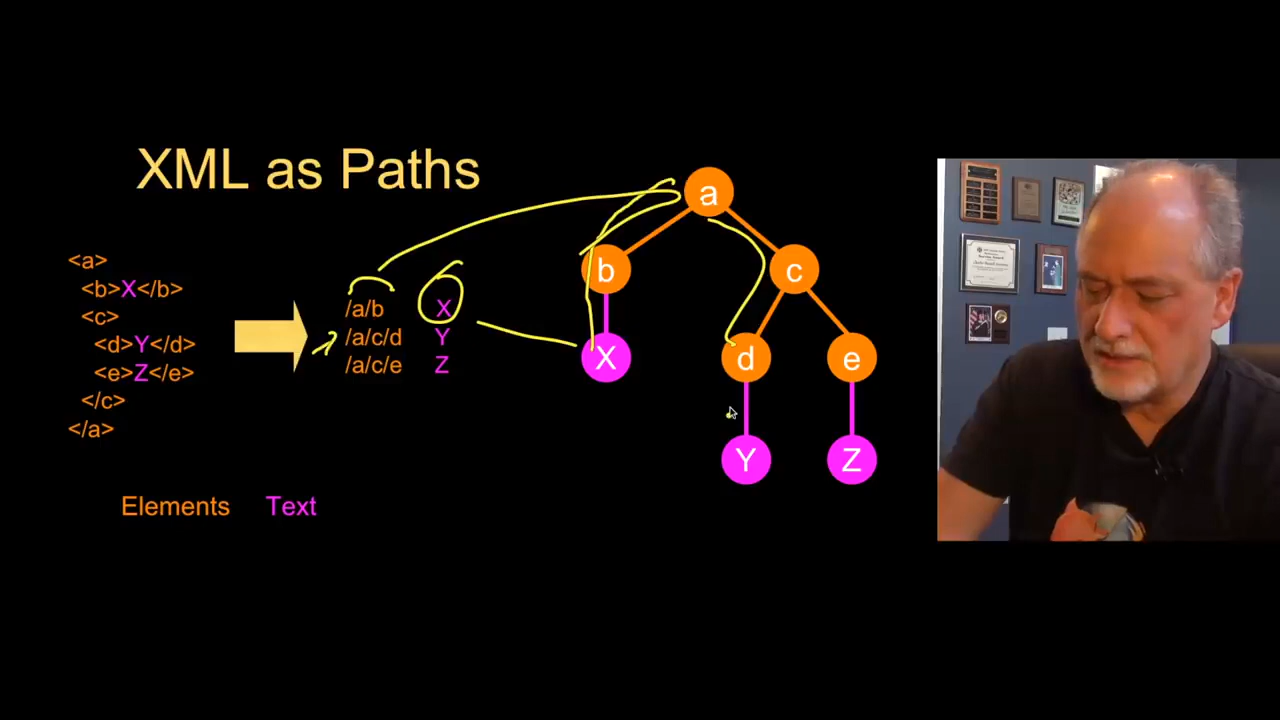 XML as Paths
<a>
<b>X</b>
<c>
<d>Y</d>
<e>Z</e>
</c>
</a>
/a/b X
/a/c/d Y
/a/c/e Z
Elements Text
a
b c
X d e
Y Z